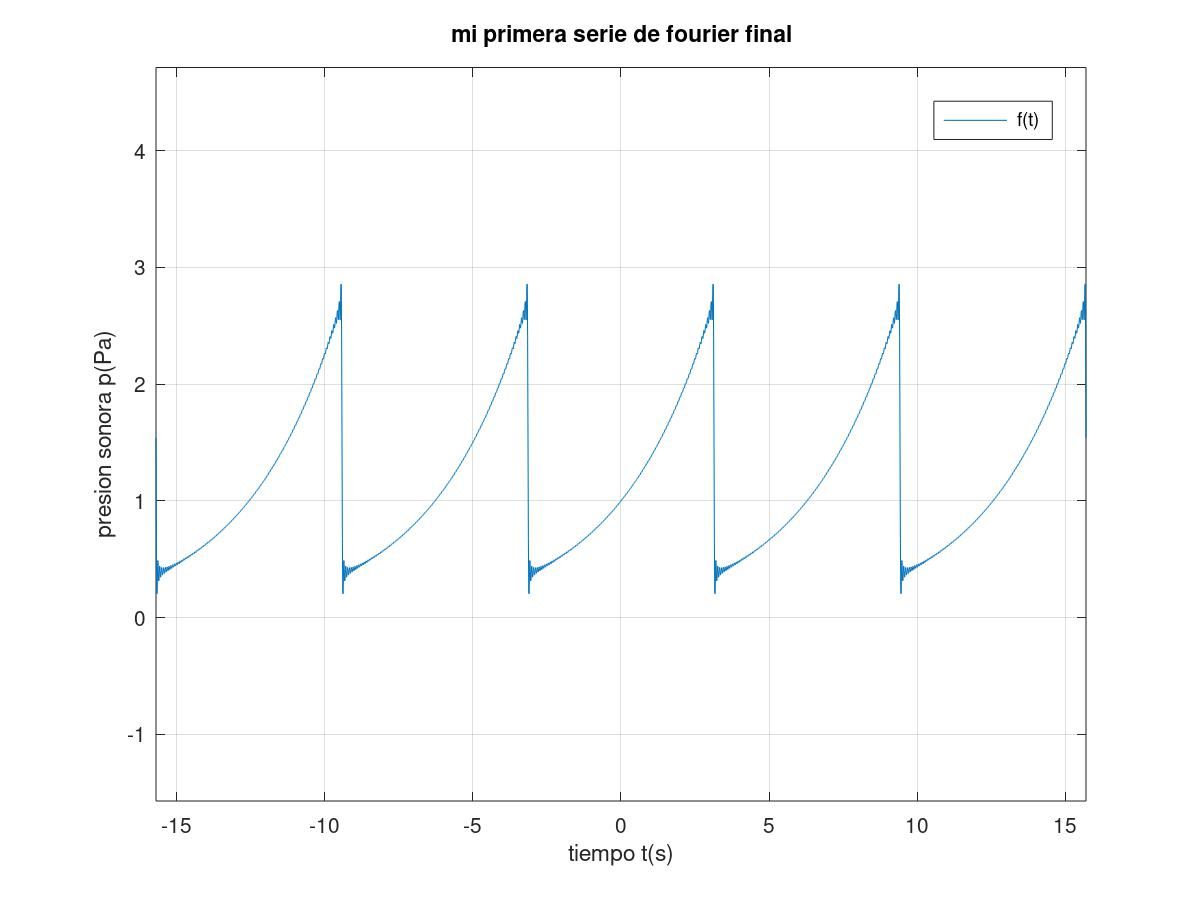 mi primera serie de fourier final
f(t)
presion sonora p(Pa)
4
3
2
1
0
-1
-15 -10 -5 0 5 10 15
tiempo t(s)